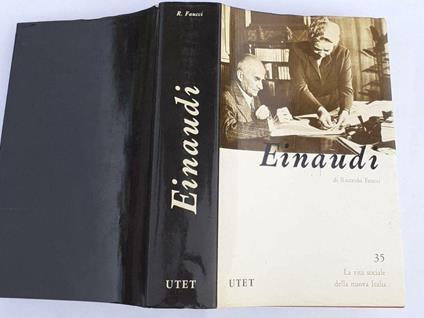 R. Faucci
Einaudi
UTET
Einaudi
di Riccardo Faucci
35
La vita sociale
della nuova Italia
UTET